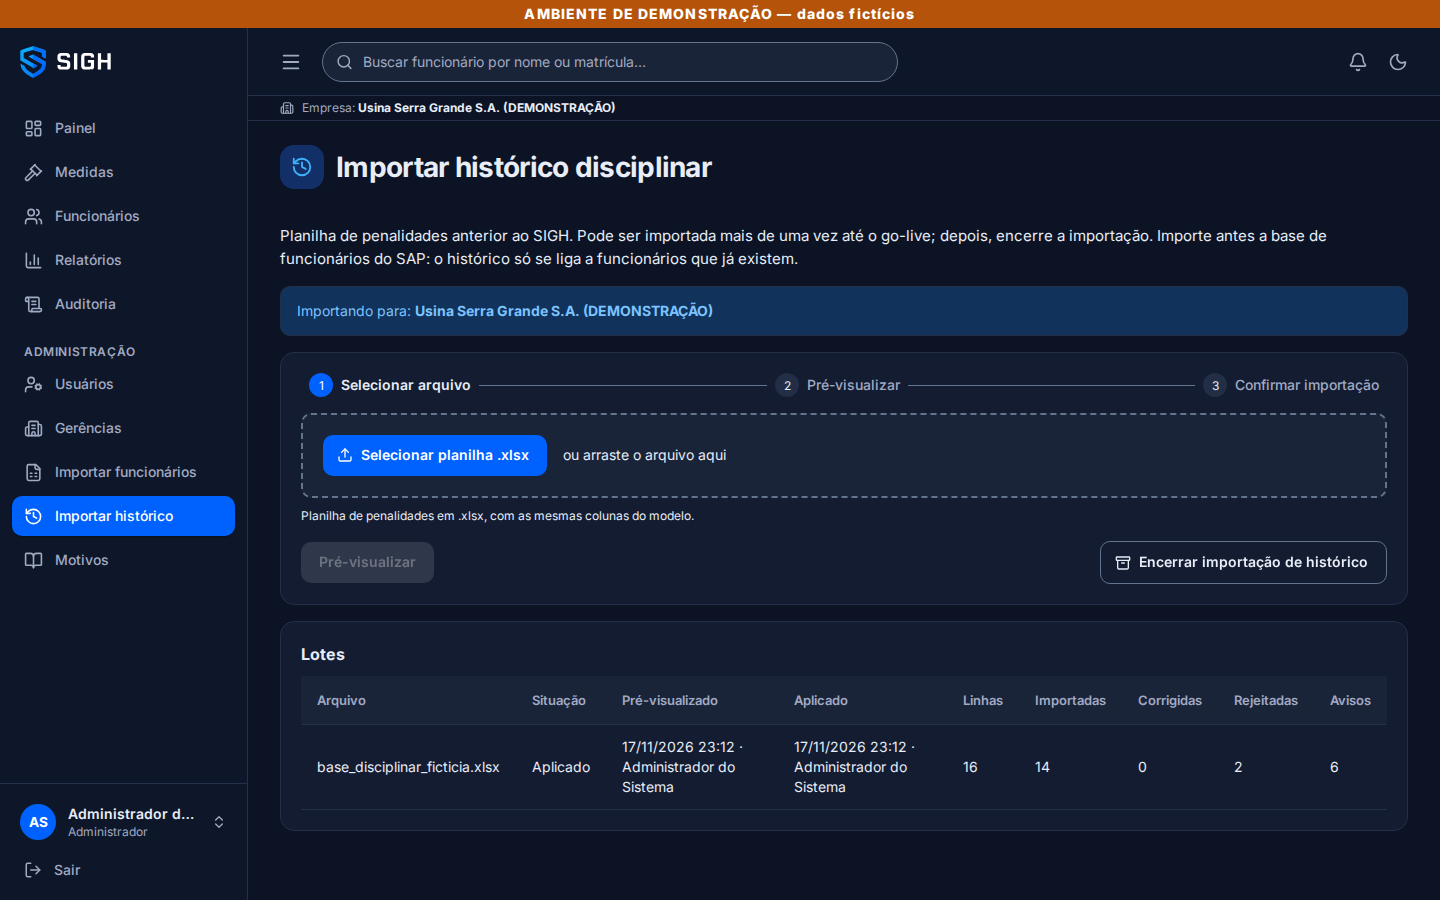 AMBIENTE DE DEMONSTRAÇÃO — dados fictícios
SIGH
Painel
Medidas
Funcionários
Relatórios
Auditoria
ADMINISTRAÇÃO
Usuários
Gerências
Importar funcionários
Importar histórico
Motivos
AS
Administrador d...
Administrador
Sair
Buscar funcionário por nome ou matrícula...
Empresa: Usina Serra Grande S.A. (DEMONSTRAÇÃO)
Importar histórico disciplinar
Planilha de penalidades anterior ao SIGH. Pode ser importada mais de uma vez até o go-live; depois, encerre a importação. Importe antes a base de
funcionários do SAP: o histórico só se liga a funcionários que já existem.
Importando para: Usina Serra Grande S.A. (DEMONSTRAÇÃO)
1 Selecionar arquivo 2 Pré-visualizar 3 Confirmar importação
Selecionar planilha .xlsx ou arraste o arquivo aqui
Planilha de penalidades em .xlsx, com as mesmas colunas do modelo.
Pré-visualizar Encerrar importação de histórico
Lotes
Arquivo Situação Pré-visualizado Aplicado Linhas Importadas Corrigidas Rejeitadas Avisos
base_disciplinar_ficticia.xlsx Aplicado 17/11/2026 23:12 · Administrador do Sistema 17/11/2026 23:12 · Administrador do Sistema 16 14 0 2 6